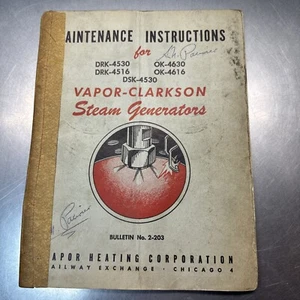 AINTENANCE INSTRUCTIONS
for
DRK-4530 OK-4630
DRK-4516 OK-4616
DSK-4530
VAPOR-CLARKSON
Steam Generators
BULLETIN No. 2-203
APOR HEATING CORPORATION
AILWAY EXCHANGE · CHICAGO 4